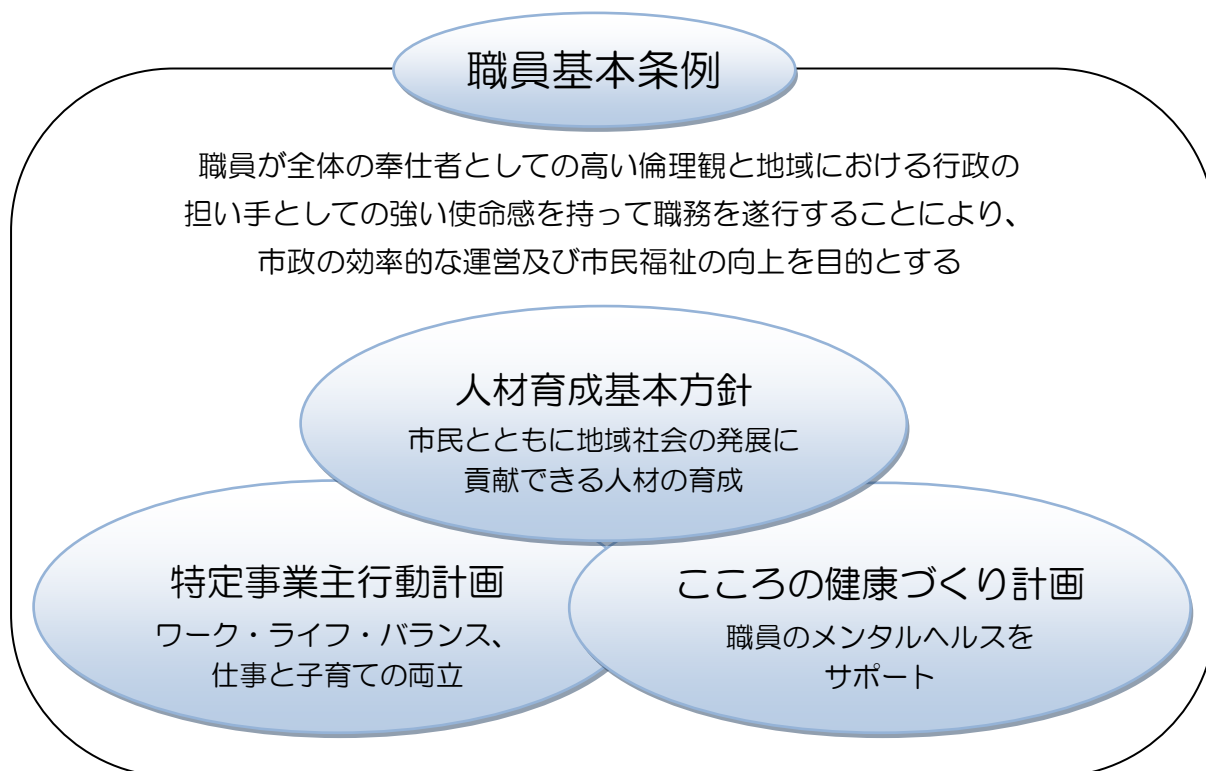 職員基本条例
職員が全体の奉仕者としての高い倫理観と地域における行政の
担い手としての強い使命感を持って職務を遂行することにより、
市政の効率的な運営及び市民福祉の向上を目的とする
人材育成基本方針
市民とともに地域社会の発展に
貢献できる人材の育成
特定事業主行動計画
ワーク・ライフ・バランス、
仕事と子育ての両立
こころの健康づくり計画
職員のメンタルヘルスを
サポート